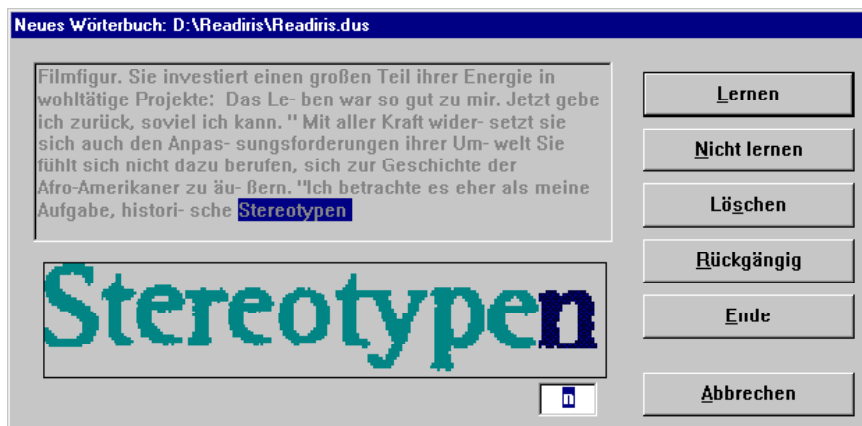 Neues Wörterbuch: D:\Readiris\Readiris.dus
Filmfigur. Sie investiert einen großen Teil ihrer Energie in
wohltätige Projekte:  Das Le- ben war so gut zu mir. Jetzt gebe
ich zurück, soviel ich kann. " Mit aller Kraft wider- setzt sie
sich auch den Anpas- sungsforderungen ihrer Um- welt Sie
fühlt sich nicht dazu berufen, sich zur Geschichte der
Afro-Amerikaner zu äu- ßern. "Ich betrachte es eher als meine
Aufgabe, histori- sche Stereotypen
Stereotypen
n
Lernen
Nicht lernen
Löschen
Rückgängig
Ende
Abbrechen